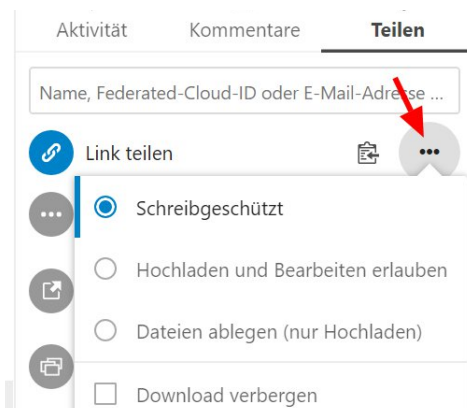 Aktivität Kommentare Teilen
Name, Federated-Cloud-ID oder E-Mail-Adresse ...
Link teilen
Schreibgeschützt
Hochladen und Bearbeiten erlauben
Dateien ablegen (nur Hochladen)
Download verbergen